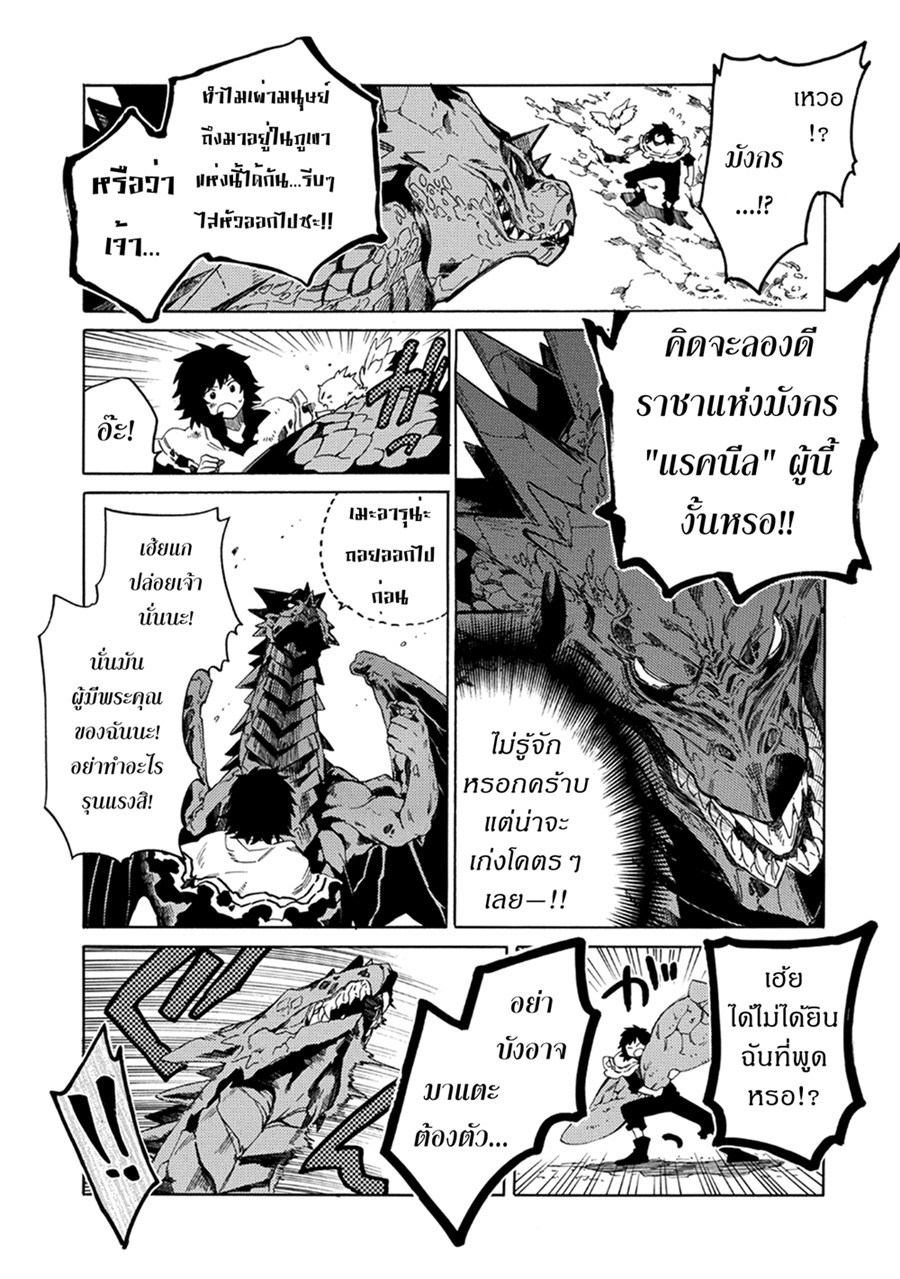 เหวอ
!?
มังกร
...!?
ทำไมเผ่ามนุษย์
ถึงมาอยู่ในภูเขา
แห่งนี้ได้กัน...รีบๆ
ไสหัวออกไปซะ!!
หรือว่า
เจ้า...
คิดจะลองดี
ราชาแห่งมังกร
"แรคนีล" ผู้นี้
งั้นหรอ!!
ไม่รู้จัก
หรอกคร้าบ
แต่น่าจะ
เก่งโคตร ๆ
เลย—!!
ガガッ
อ๊ะ!
เมะอารุน่ะ
ถอยออกไป
ก่อน
เฮ้ยแก
ปล่อยเจ้า
นั่นนะ!
นั่นมัน
ผู้มีพระคุณ
ของฉันนะ!
อย่าทำอะไร
รุนแรงสิ!
เฮ้ย
ได้ไม่ได้ยิน
ฉันที่พูด
หรอ!?
ガバッ
อย่า
บังอาจ
มาแตะ
ต้องตัว...
!!